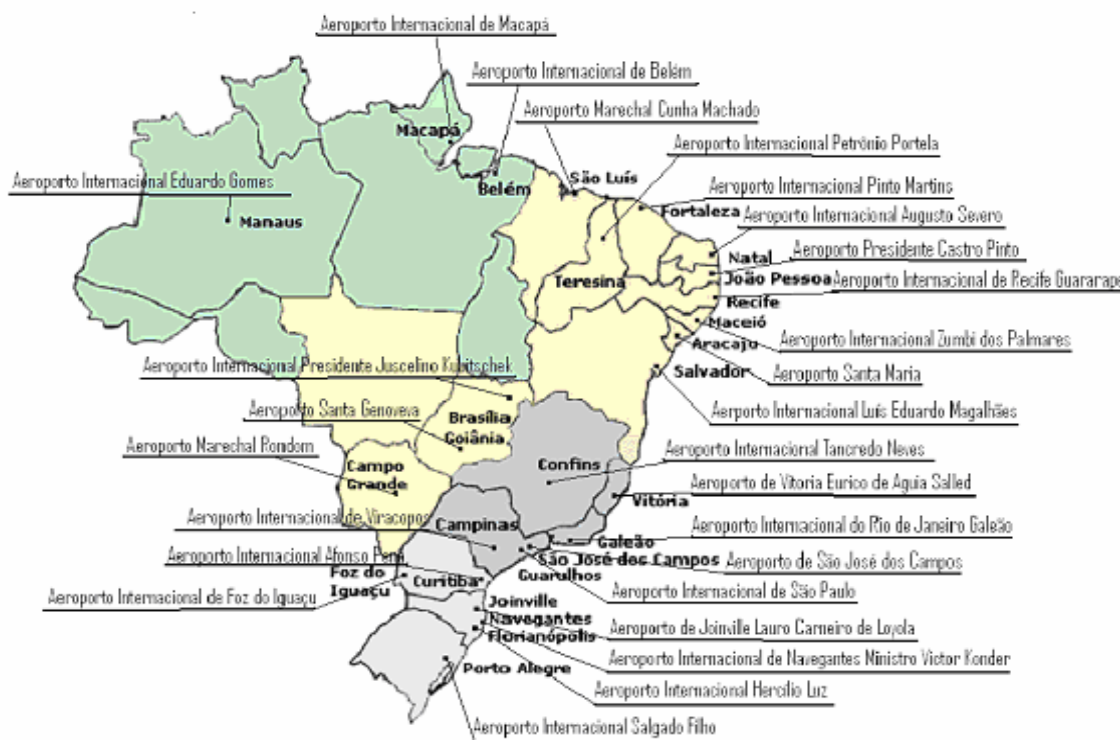 Aeroporto Internacional de Macapá
Aeroporto Internacional de Belém
Aeroporto Marechal Cunha Machado
Macapá
Aeroporto Internacional Petrônio Portela
São Luís
Belém
Aeroporto Internacional Eduardo Gomes
Aeroporto Internacional Pinto Martins
Fortaleza
Aeroporto Internacional Augusto Severo
Manaus
Natal
Aeroporto Presidente Castro Pinto
Teresina
João Pessoa
Aeroporto Internacional de Recife Guararape
Recife
Maceió
Aeroporto Internacional Zumbi dos Palmares
Aracaju
Aeroporto Internacional Presidente Juscelino Kubitschek
Salvador
Aeroporto Santa Maria
Aeroporto Santa Genoveva
Brasília
Aerporto Internacional Luís Eduardo Magalhães
Goiânia
Aeroporto Marechal Rondom
Aeroporto Internacional Tancredo Neves
Campo
Grande
Confins
Aeroporto de Vitoria Eurico de Aguia Salled
Vitória
Aeroporto Internacional de Viracopos
Campinas
Aeroporto Internacional do Rio de Janeiro Galeão
Galeão
Aeroporto Internacional Afonso Pena
São José dos Campos
Aeroporto de São José dos Campos
Foz do
Iguaçu
Curitiba
Guarulhos
Aeroporto Internacional de São Paulo
Aeroporto Internacional de Foz do Iguaçu
Joinville
Navegantes
Florianópolis
Aeroporto de Joinville Lauro Carneiro de Loyola
Aeroporto Internacional de Navegantes Ministro Victor Konder
Porto Alegre
Aeroporto Internacional Hercílio Luz
Aeroporto Internacional Salgado Filho